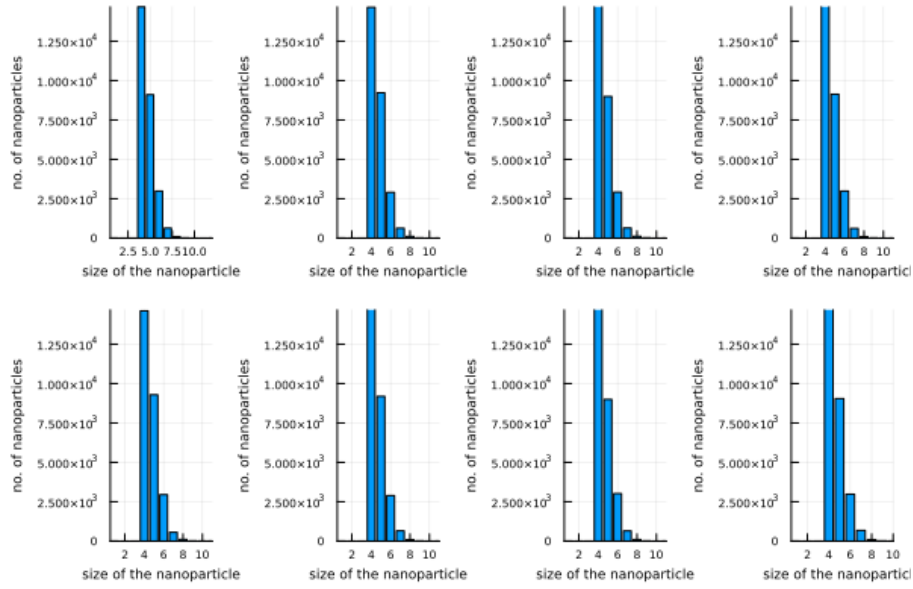 no. of nanoparticles
1.250×10⁴
1.000×10⁴
7.500×10³
5.000×10³
2.500×10³
0
2.5 5.0 7.5 10.0
size of the nanoparticle
no. of nanoparticles
1.250×10⁴
1.000×10⁴
7.500×10³
5.000×10³
2.500×10³
0
2 4 6 8 10
size of the nanoparticle
no. of nanoparticles
1.250×10⁴
1.000×10⁴
7.500×10³
5.000×10³
2.500×10³
0
2 4 6 8 10
size of the nanoparticle
no. of nanoparticles
1.250×10⁴
1.000×10⁴
7.500×10³
5.000×10³
2.500×10³
0
2 4 6 8 10
size of the nanopartic
no. of nanoparticles
1.250×10⁴
1.000×10⁴
7.500×10³
5.000×10³
2.500×10³
0
2 4 6 8 10
size of the nanoparticle
no. of nanoparticles
1.250×10⁴
1.000×10⁴
7.500×10³
5.000×10³
2.500×10³
0
2 4 6 8 10
size of the nanoparticle
no. of nanoparticles
1.250×10⁴
1.000×10⁴
7.500×10³
5.000×10³
2.500×10³
0
2 4 6 8 10
size of the nanoparticle
no. of nanoparticles
1.250×10⁴
1.000×10⁴
7.500×10³
5.000×10³
2.500×10³
0
2 4 6 8 10
size of the nanopartic